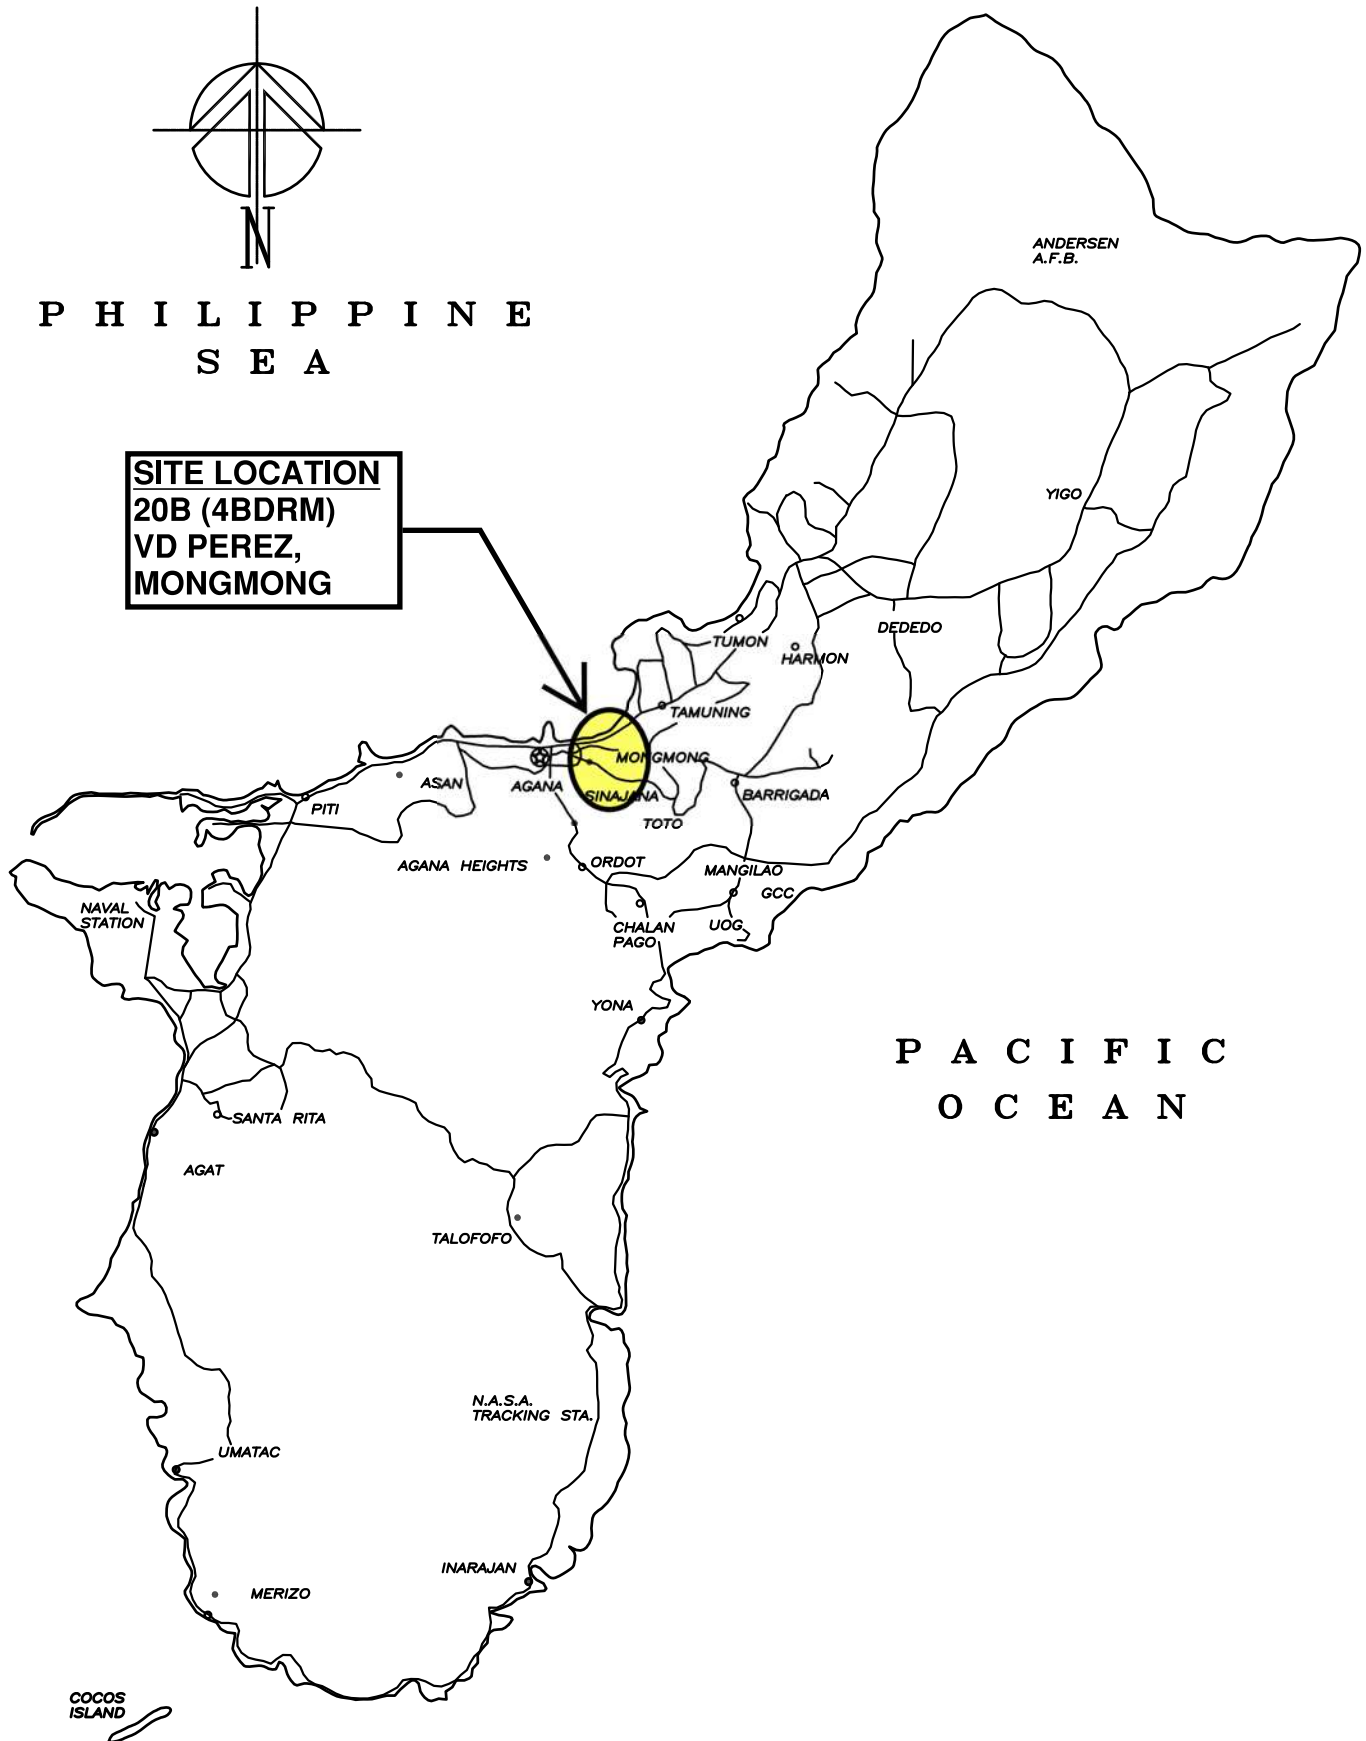 N
PHILIPPINE
SEA
ANDERSEN
A.F.B.
SITE LOCATION
20B (4BDRM)
VD PEREZ,
MONGMONG
YIGO
DEDEDO
TUMON
HARMON
TAMUNING
MONGMONG
ASAN
AGANA
SINAJANA
BARRIGADA
PITI
TOTO
AGANA HEIGHTS
ORDOT
MANGILAO
GCC
NAVAL
STATION
CHALAN
PAGO
UOG
YONA
PACIFIC
OCEAN
SANTA RITA
AGAT
TALOFOFO
N.A.S.A.
TRACKING STA.
UMATAC
INARAJAN
MERIZO
COCOS
ISLAND